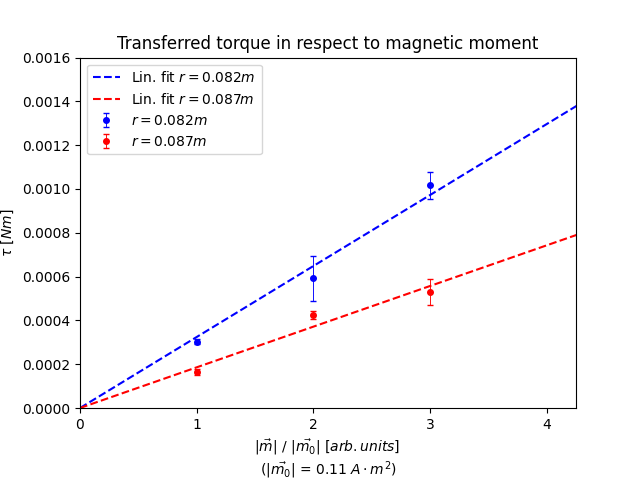 Transferred torque in respect to magnetic moment
0.0016
0.0014
0.0012
0.0010
0.0008
0.0006
0.0004
0.0002
0.0000
τ [Nm]
Lin. fit r = 0.082m
Lin. fit r = 0.087m
r = 0.082m
r = 0.087m
0 1 2 3 4
|m⃗| / |m⃗₀| [arb.units]
(|m⃗₀| = 0.11 A · m²)